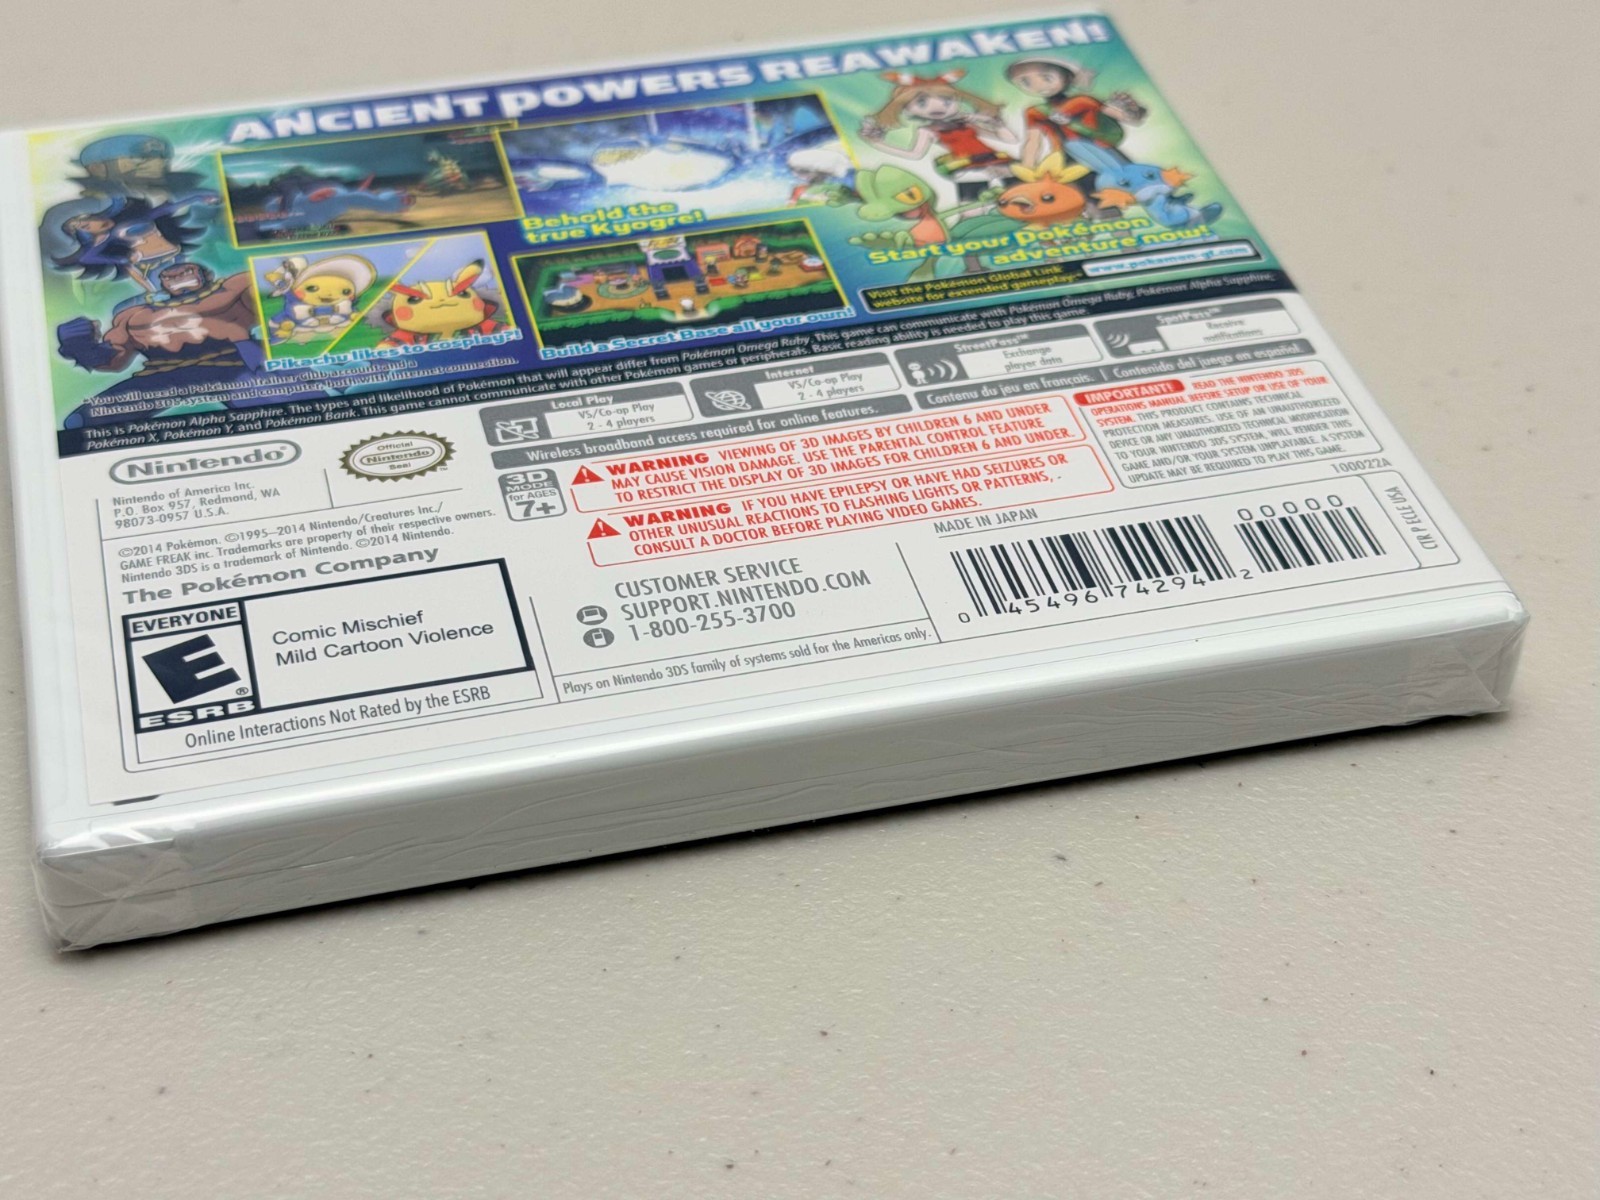 ANCIENT POWERS REAWAKEN!
Behold the
true Kyogre!
Pikachu likes to cosplay?!
Build a Secret Base all your own!
Start your Pokémon
adventure now!
Visit the Pokémon Global Link
website for extended gameplay→
www.pokemon-gl.com
*You will need a Pokémon Trainer Club account and a
Nintendo 3DS system and computer, both with Internet connection.
This is Pokémon Alpha Sapphire. The types and likelihood of Pokémon that will appear differ from Pokémon Omega Ruby. This game can communicate with Pokémon Omega Ruby, Pokémon Alpha Sapphire,
Pokémon X, Pokémon Y, and Pokémon Bank. This game cannot communicate with other Pokémon games or peripherals. Basic reading ability is needed to play this game.
Local Play
VS/Co-op Play
2 - 4 players
Internet
VS/Co-op Play
2 - 4 players
StreetPass™
Exchange
player data
SpotPass™
Receive
notifications
Wireless broadband access required for online features.
Contenu du jeu en français. | Contenido del juego en español.
Nintendo®
Official
Nintendo
Seal
Nintendo of America Inc.
P.O. Box 957, Redmond, WA
98073-0957 U.S.A.
©2014 Pokémon. ©1995–2014 Nintendo/Creatures Inc./
GAME FREAK inc. Trademarks are property of their respective owners.
Nintendo 3DS is a trademark of Nintendo. ©2014 Nintendo.
The Pokémon Company
3D
MODE
for AGES
7+
WARNING VIEWING OF 3D IMAGES BY CHILDREN 6 AND UNDER
MAY CAUSE VISION DAMAGE. USE THE PARENTAL CONTROL FEATURE
TO RESTRICT THE DISPLAY OF 3D IMAGES FOR CHILDREN 6 AND UNDER.
WARNING IF YOU HAVE EPILEPSY OR HAVE HAD SEIZURES OR
OTHER UNUSUAL REACTIONS TO FLASHING LIGHTS OR PATTERNS,
CONSULT A DOCTOR BEFORE PLAYING VIDEO GAMES.
IMPORTANT! READ THE NINTENDO 3DS
OPERATIONS MANUAL BEFORE SETUP OR USE OF YOUR
SYSTEM. THIS PRODUCT CONTAINS TECHNICAL
PROTECTION MEASURES. USE OF AN UNAUTHORIZED
DEVICE OR ANY UNAUTHORIZED TECHNICAL MODIFICATION
TO YOUR NINTENDO 3DS SYSTEM, WILL RENDER THIS
GAME AND/OR YOUR SYSTEM UNPLAYABLE. A SYSTEM
UPDATE MAY BE REQUIRED TO PLAY THIS GAME.
100022A
EVERYONE
E®
ESRB
Comic Mischief
Mild Cartoon Violence
Online Interactions Not Rated by the ESRB
CUSTOMER SERVICE
SUPPORT.NINTENDO.COM
1-800-255-3700
Plays on Nintendo 3DS family of systems sold for the Americas only.
MADE IN JAPAN
0 45496 74294 2
00000
CTR P ECLE USA